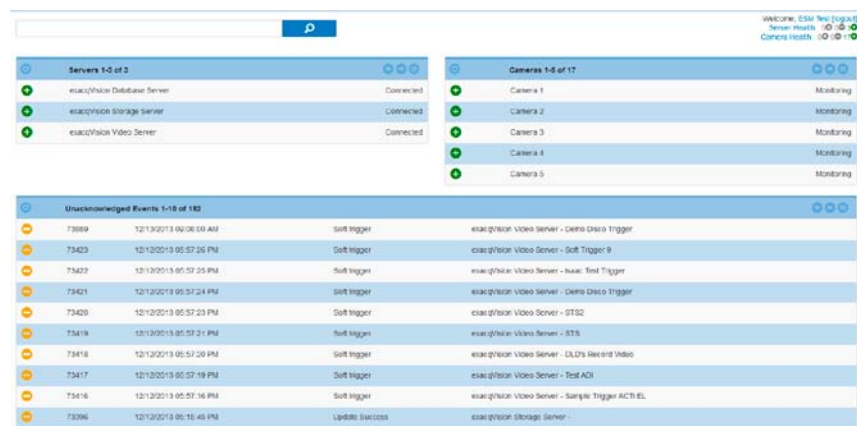 Welcome, ESM Test [logout]
Server Health
Camera Health
Servers 1-3 of 3
exacqVision Database Server Connected
exacqVision Storage Server Connected
exacqVision Video Server Connected
Cameras 1-5 of 17
Camera 1 Monitoring
Camera 2 Monitoring
Camera 3 Monitoring
Camera 4 Monitoring
Camera 5 Monitoring
Unacknowledged Events 1-10 of 182
12/13/2013 Soft trigger exacqVision Video Server - Demo Disco Trigger
73423 12/12/2013 05:57:26 PM Soft trigger exacqVision Video Server - Soft Trigger 9
73422 12/12/2013 05:57:25 PM Soft trigger exacqVision Video Server - Isaac Test Trigger
73421 12/12/2013 05:57:24 PM Soft trigger exacqVision Video Server - Demo Disco Trigger
73420 12/12/2013 05:57:23 PM Soft trigger exacqVision Video Server - STS2
73419 12/12/2013 05:57:21 PM Soft trigger exacqVision Video Server - STS
73418 12/12/2013 05:57:20 PM Soft trigger exacqVision Video Server - DLD's Record Video
73417 12/12/2013 05:57:19 PM Soft trigger exacqVision Video Server - Test ADI
73416 12/12/2013 05:57:16 PM Soft trigger exacqVision Video Server - Sample Trigger
12/12/2013 05:18:45 PM Update Success exacqVision Storage Server -